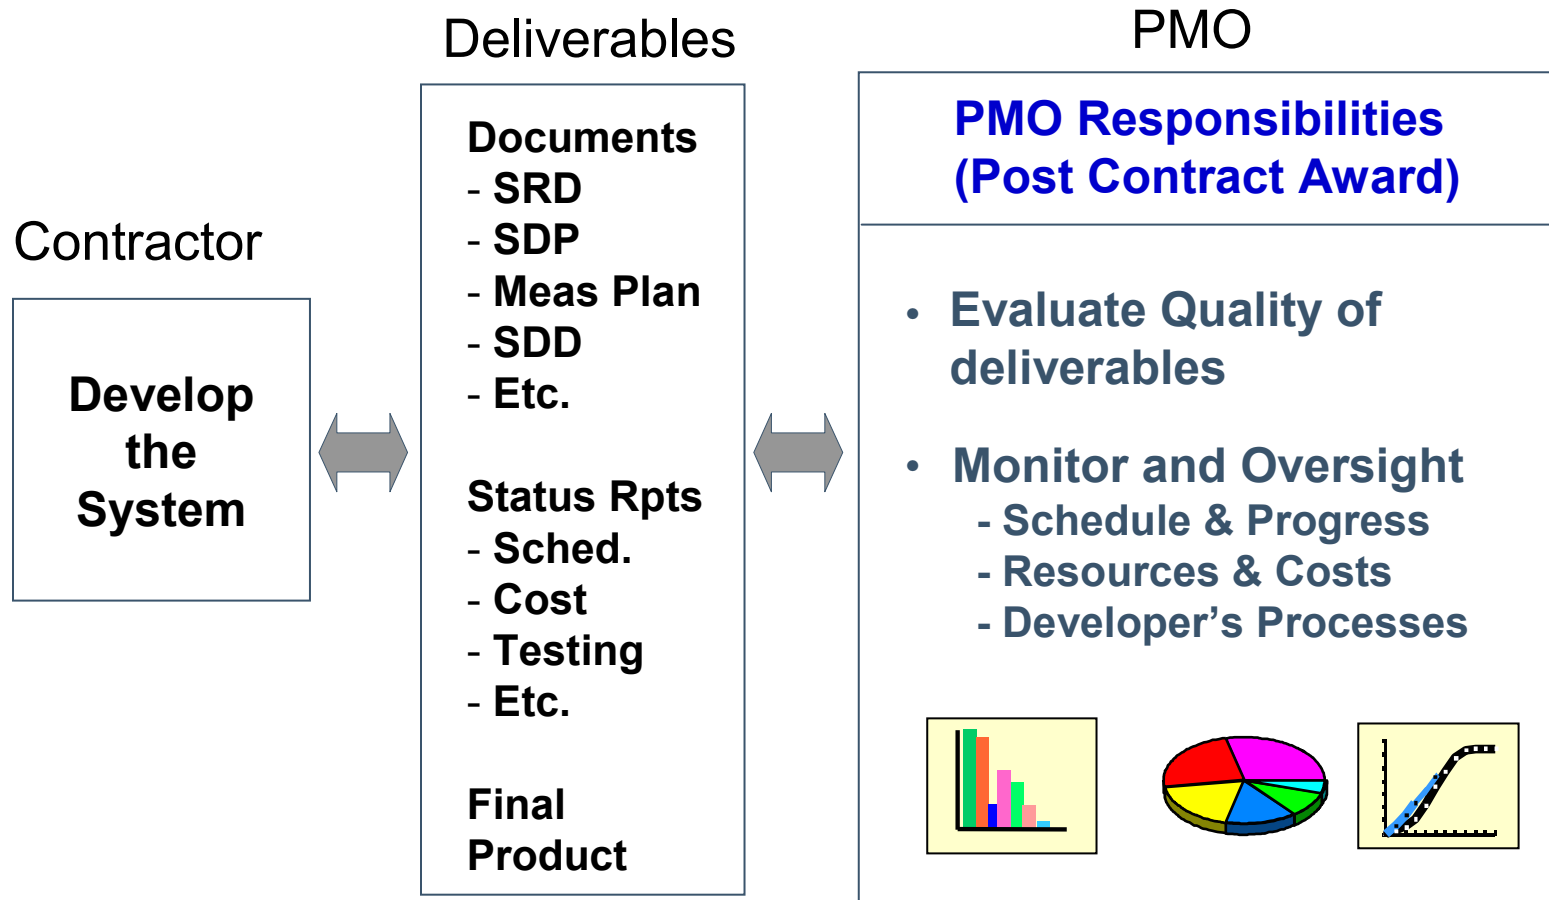 Contractor
Develop
the
System
Deliverables
Documents
- SRD
- SDP
- Meas Plan
- SDD
- Etc.
Status Rpts
- Sched.
- Cost
- Testing
- Etc.
Final
Product
PMO
PMO Responsibilities
(Post Contract Award)
• Evaluate Quality of
deliverables
• Monitor and Oversight
- Schedule & Progress
- Resources & Costs
- Developer’s Processes